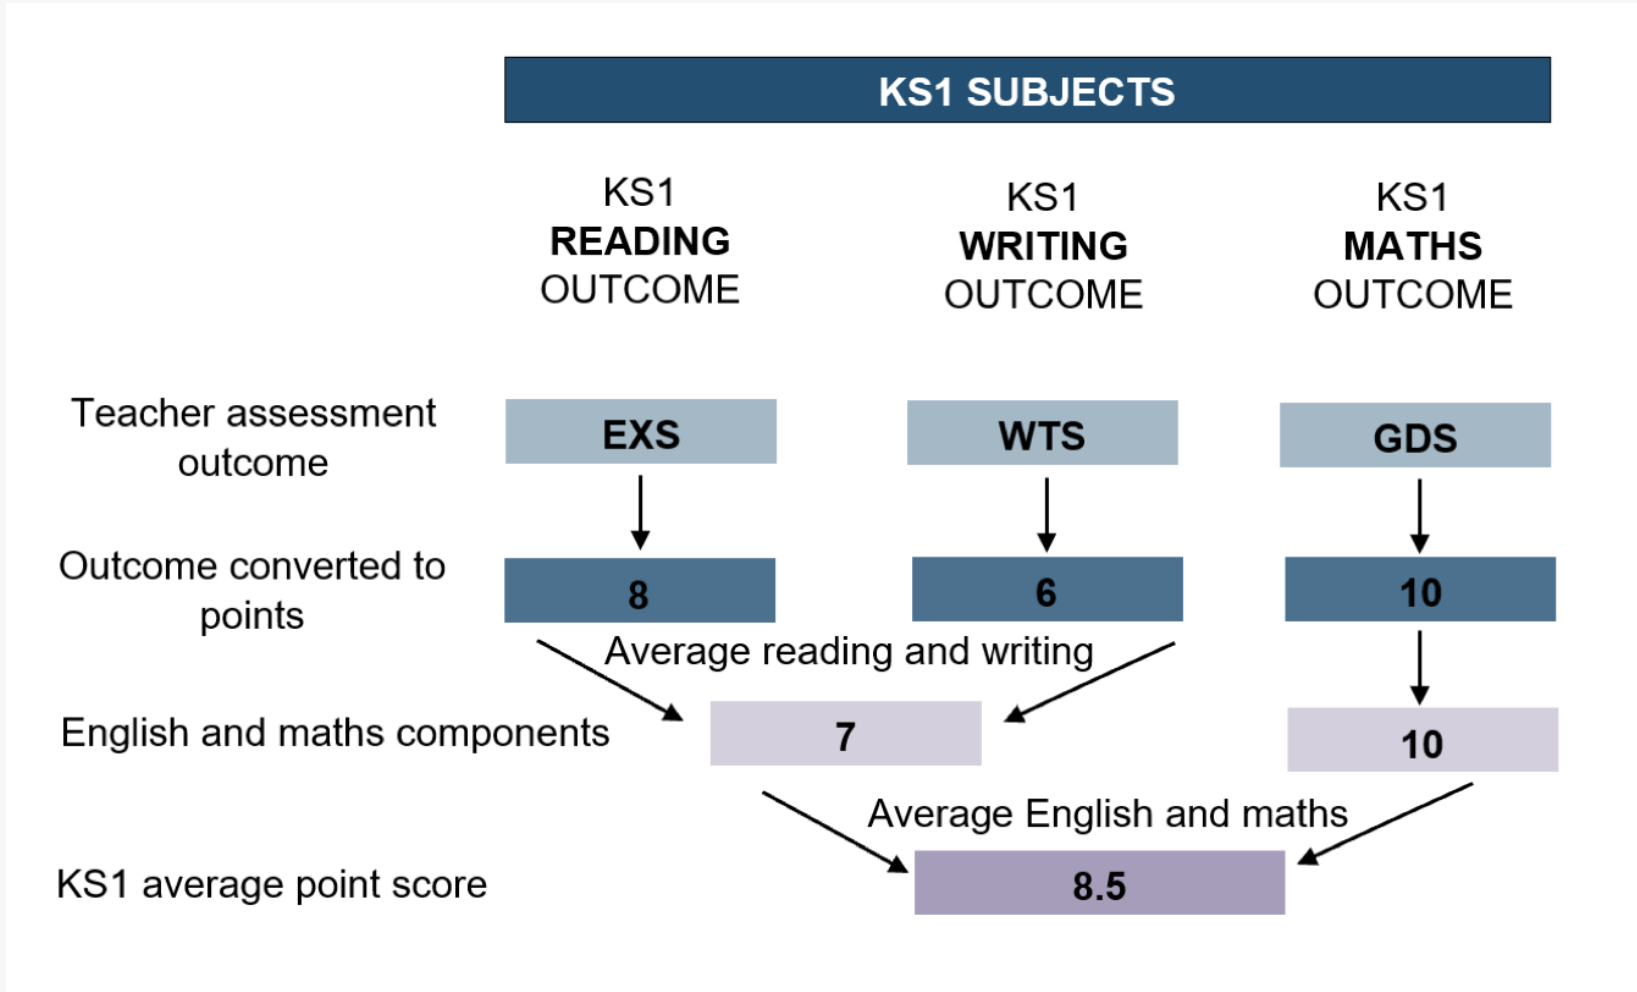 KS1 SUBJECTS
KS1
READING
OUTCOME
KS1
WRITING
OUTCOME
KS1
MATHS
OUTCOME
Teacher assessment
outcome
EXS
WTS
GDS
Outcome converted to
points
8
6
10
Average reading and writing
English and maths components
7
10
Average English and maths
KS1 average point score
8.5